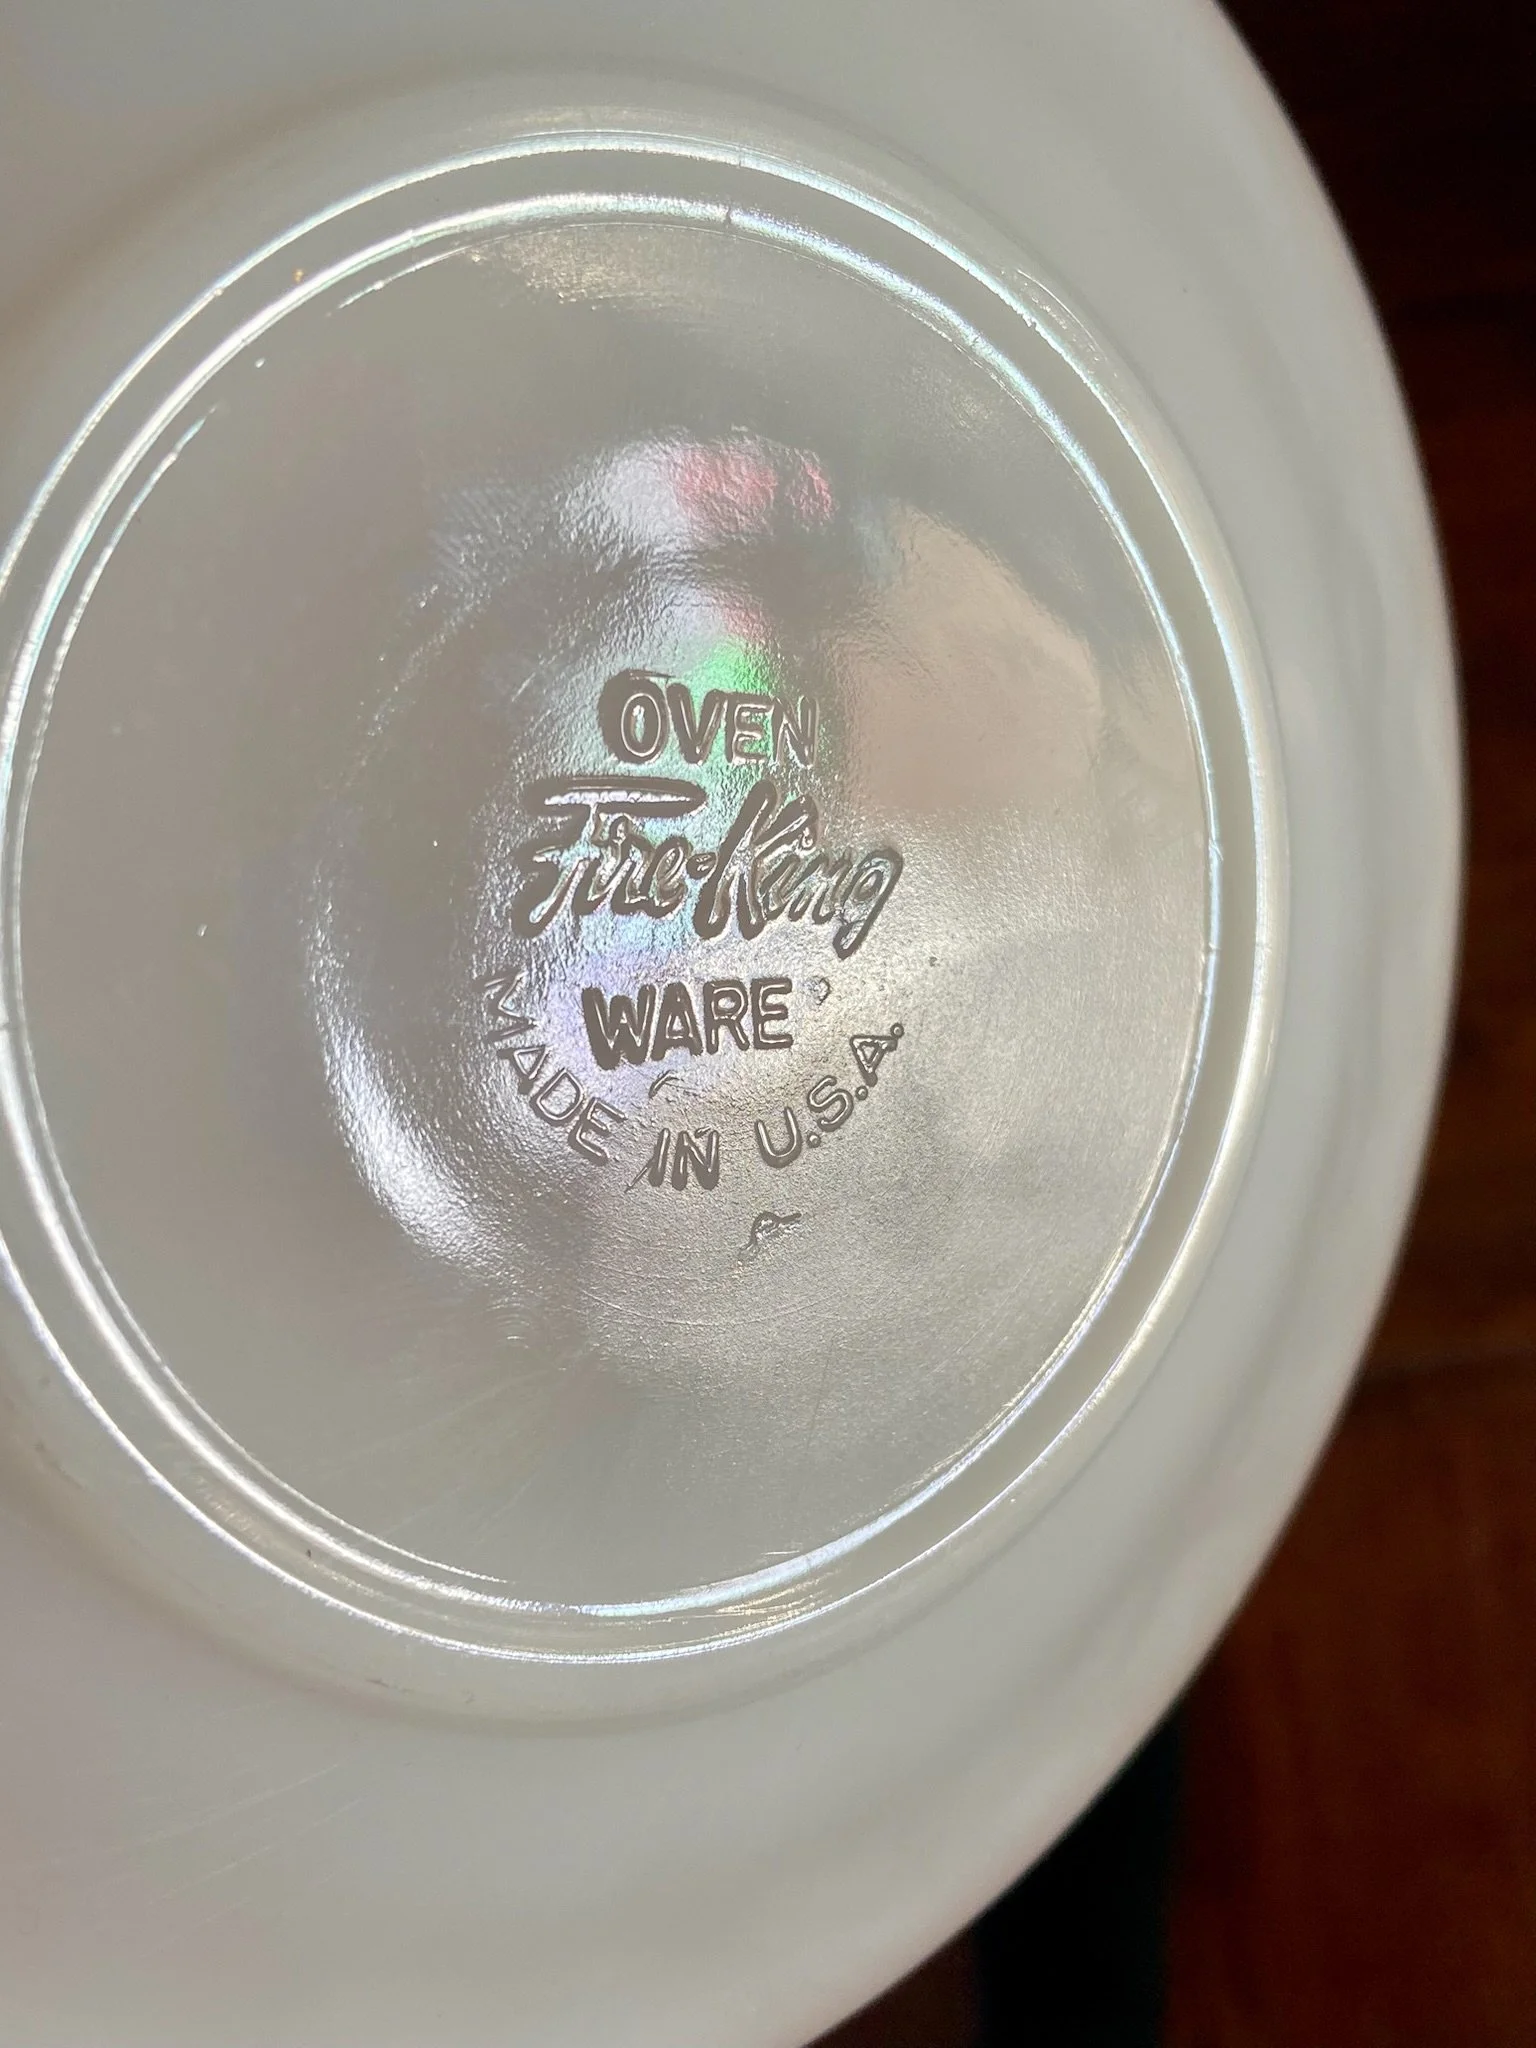 OVEN
Fire-King
WARE
MADE IN U.S.A.